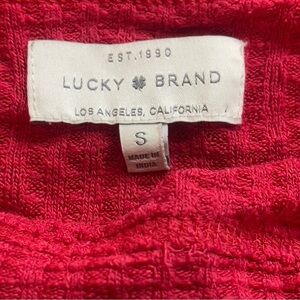 EST.1990
LUCKY BRAND
LOS ANGELES, CALIFORNIA
S
MADE IN
INDIA